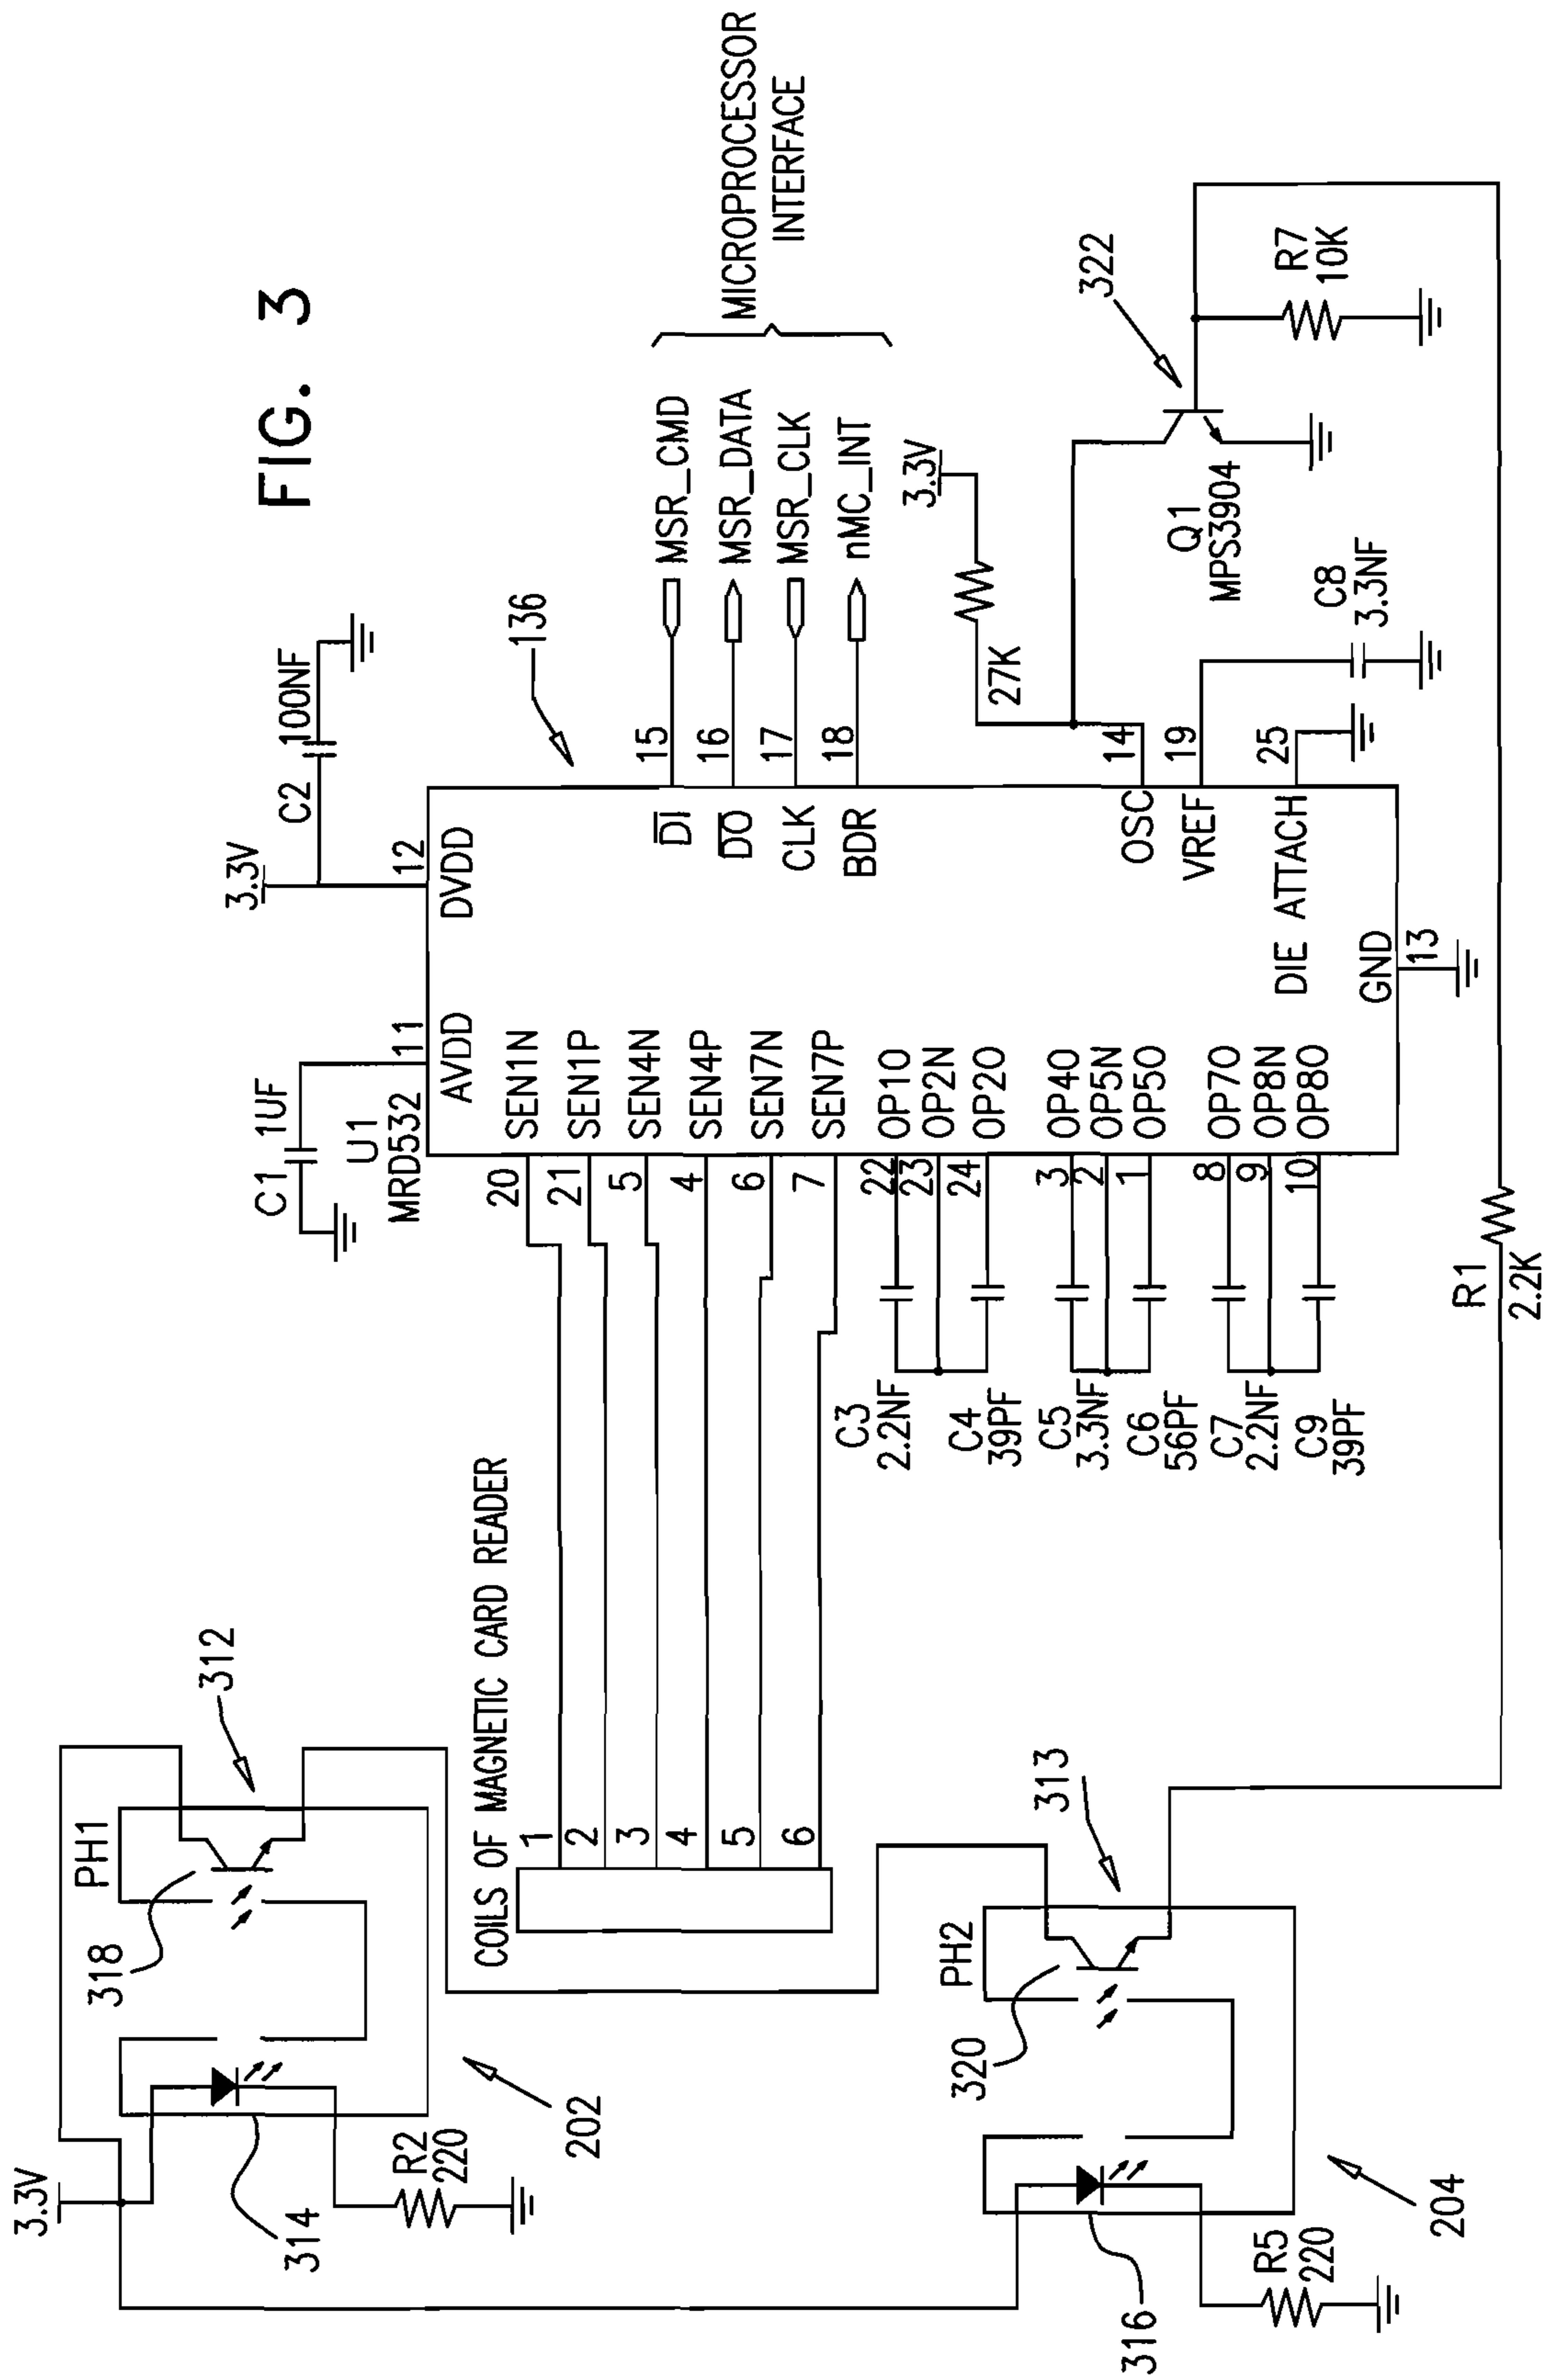 FIG. 3
3.3V
PH1
312
318
314
R2
220
202
COILS OF MAGNETIC CARD READER
1
2
3
4
5
6
PH2
313
320
316
R5
220
204
C1 1UF
U1
MRD532
3.3V
C2 100NF
136
11
AVDD
12
DVDD
20
SEN1N
21
SEN1P
5
SEN4N
4
SEN4P
6
SEN7N
7
SEN7P
22
OP1O
23
OP2N
24
OP2O
3
OP4O
2
OP5N
1
OP5O
8
OP7O
9
OP8N
10
OP8O
C3
2.2NF
C4
39PF
C5
3.3NF
C6
56PF
C7
2.2NF
C9
39PF
DI
15
MSR_CMD
DO
16
MSR_DATA
CLK
17
MSR_CLK
BDR
18
nMC_INT
MICROPROCESSOR
INTERFACE
OSC
14
27K
3.3V
VREF
19
DIE ATTACH
25
GND
13
C8
3.3NF
Q1
MPS3904
322
R7
10K
R1
2.2K